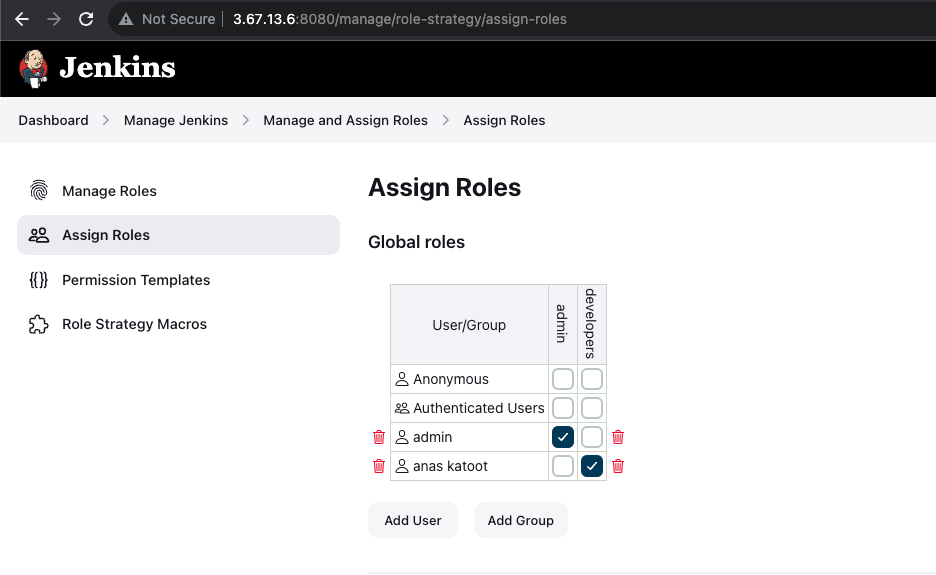 Not Secure | 3.67.13.6:8080/manage/role-strategy/assign-roles
Jenkins
Dashboard > Manage Jenkins > Manage and Assign Roles > Assign Roles
Manage Roles
Assign Roles
Permission Templates
Role Strategy Macros
Assign Roles
Global roles
User/Group admin developers
Anonymous
Authenticated Users
admin
anas katoot
Add User Add Group